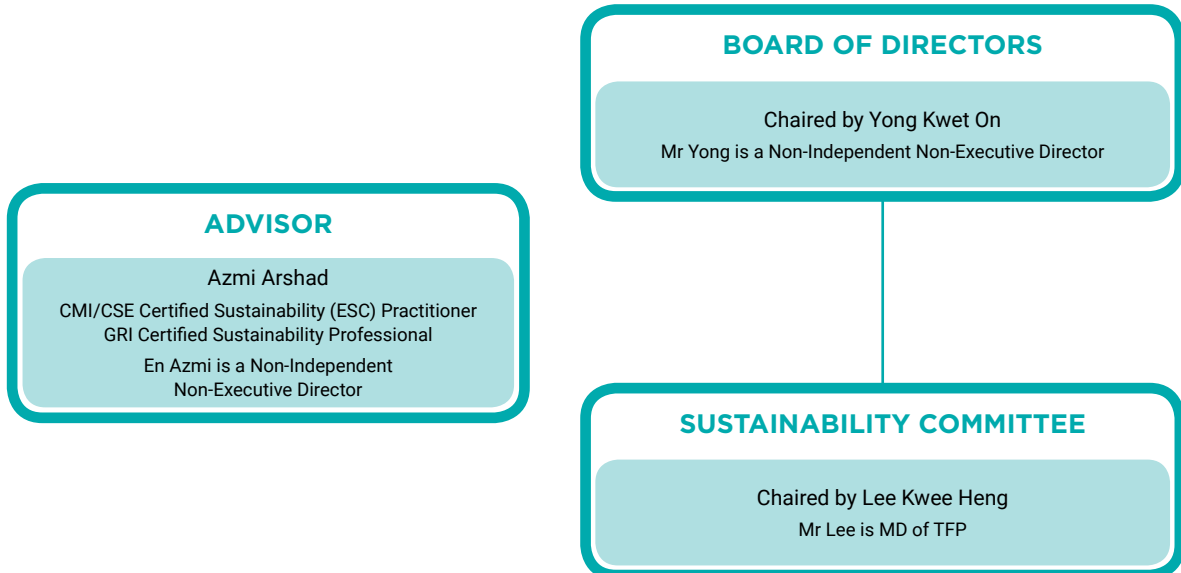 BOARD OF DIRECTORS
Chaired by Yong Kwet On
Mr Yong is a Non-Independent Non-Executive Director
ADVISOR
Azmi Arshad
CMI/CSE Certified Sustainability (ESC) Practitioner
GRI Certified Sustainability Professional
En Azmi is a Non-Independent
Non-Executive Director
SUSTAINABILITY COMMITTEE
Chaired by Lee Kwee Heng
Mr Lee is MD of TFP